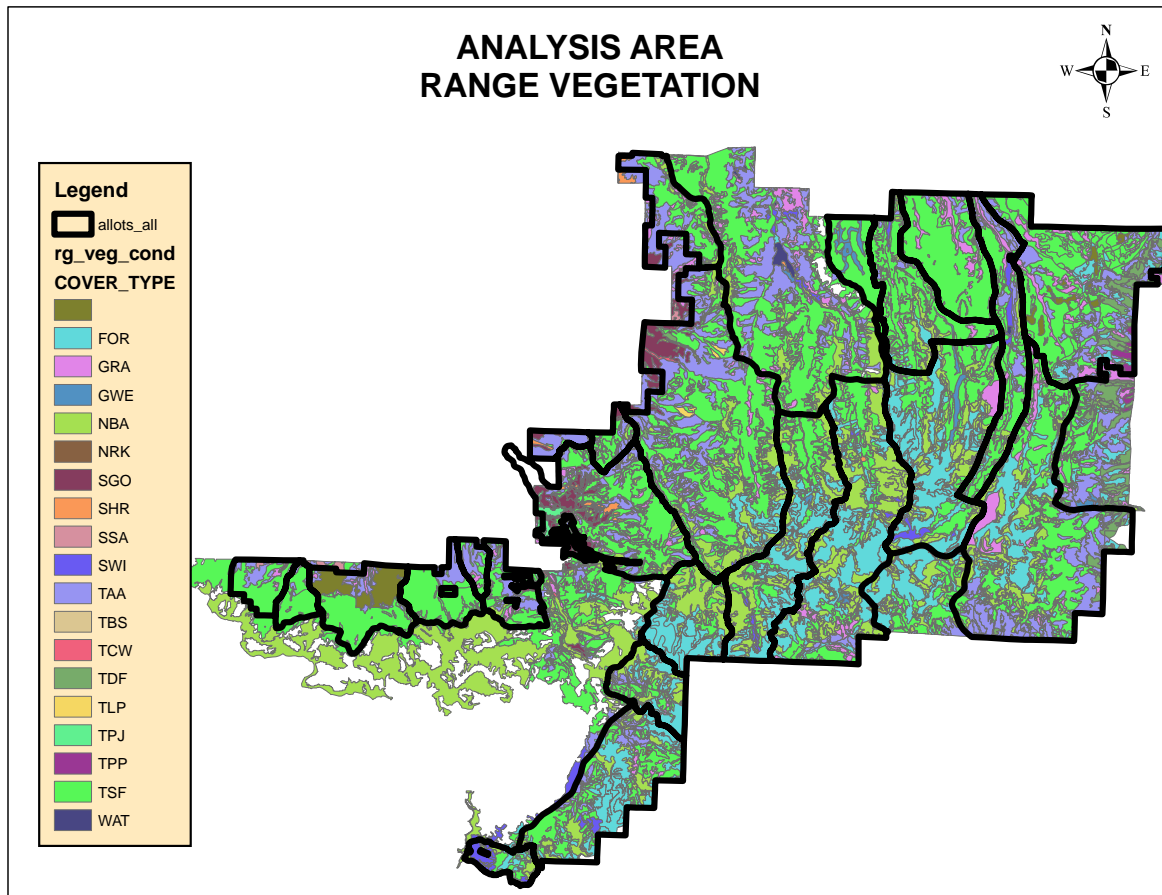 ANALYSIS AREA
RANGE VEGETATION
N
W E
S
Legend
allots_all
rg_veg_cond
COVER_TYPE
FOR
GRA
GWE
NBA
NRK
SGO
SHR
SSA
SWI
TAA
TBS
TCW
TDF
TLP
TPJ
TPP
TSF
WAT